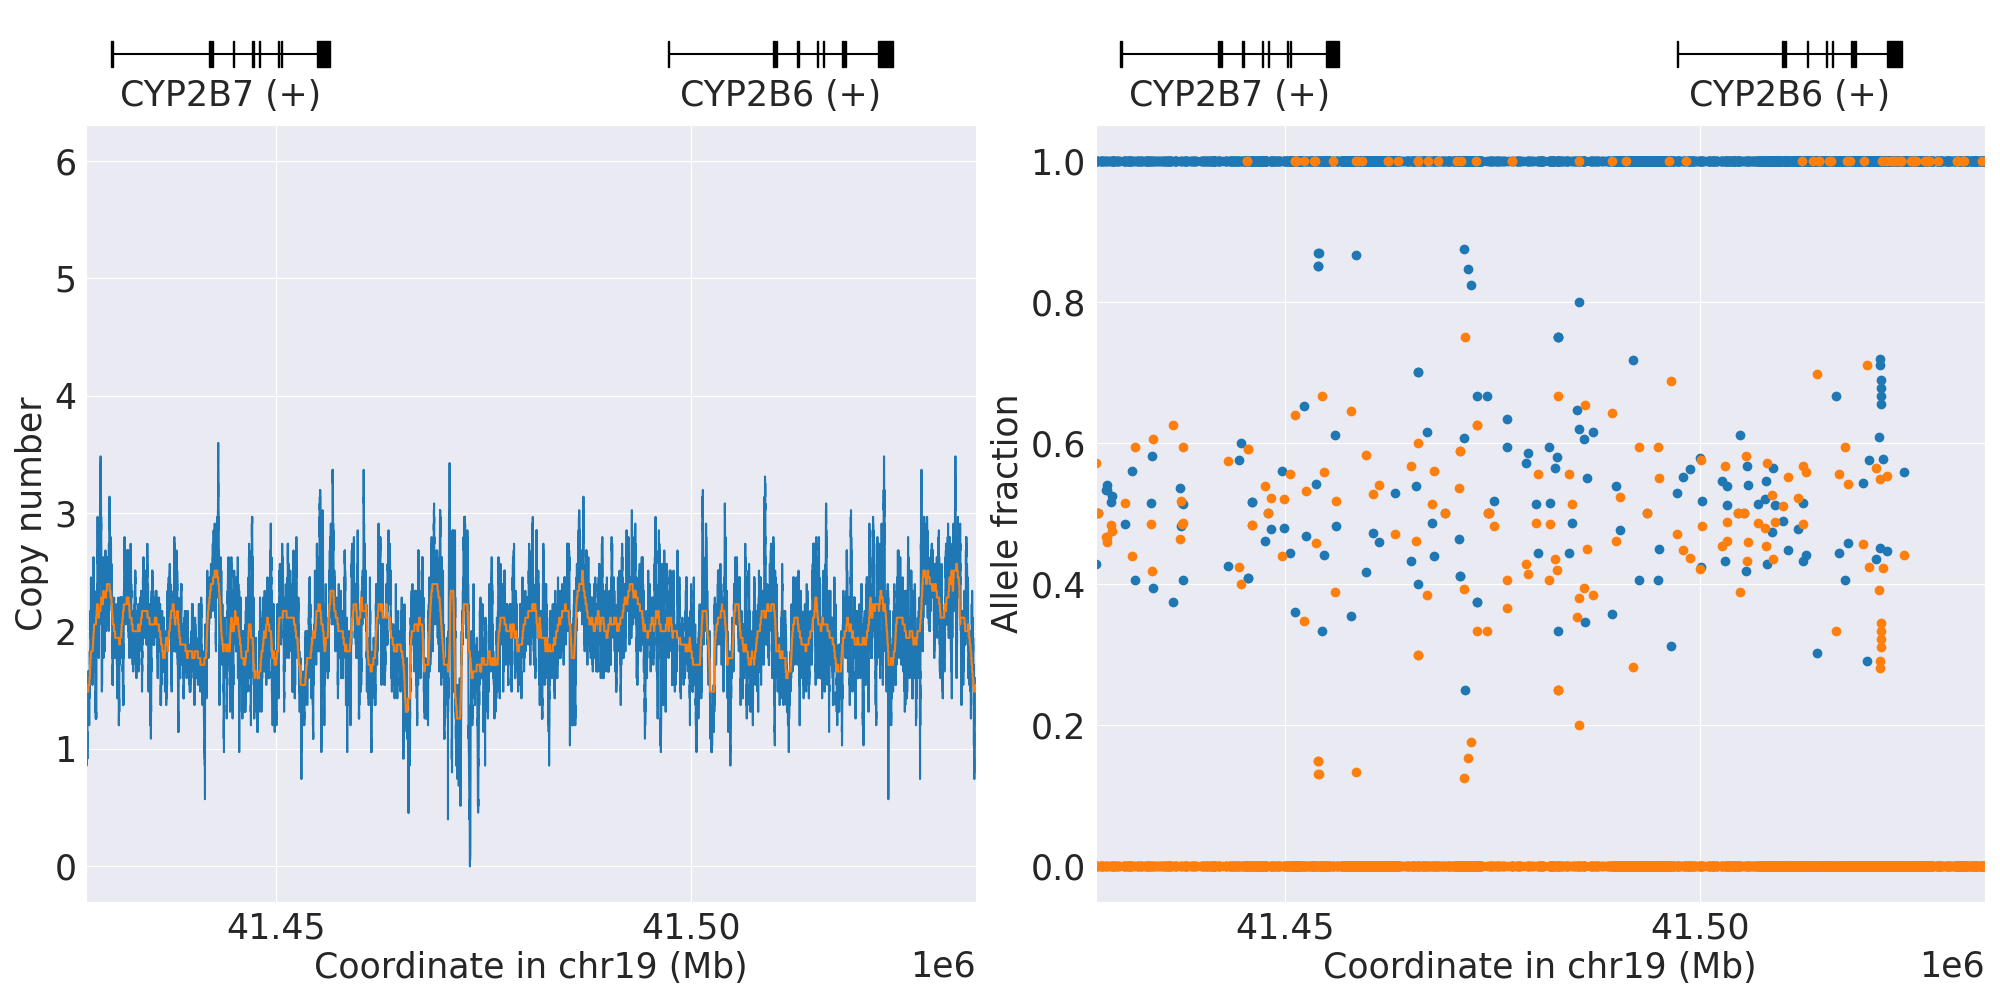 CYP2B7 (+)
CYP2B6 (+)
Copy number
6
5
4
3
2
1
0
41.45
41.50
Coordinate in chr19 (Mb)
1e6
CYP2B7 (+)
CYP2B6 (+)
Allele fraction
1.0
0.8
0.6
0.4
0.2
0.0
41.45
41.50
Coordinate in chr19 (Mb)
1e6